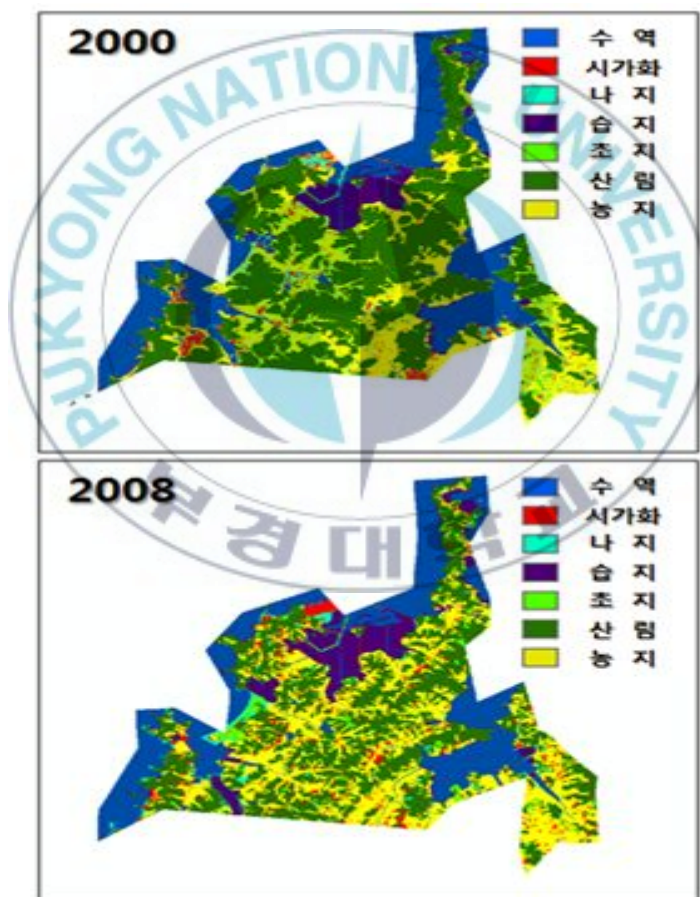 2000
수 역
시가화
나 지
습 지
초 지
산 림
농 지
PUKYONG NATIONAL UNIVERSITY
부경대학교
2008
수 역
시가화
나 지
습 지
초 지
산 림
농 지